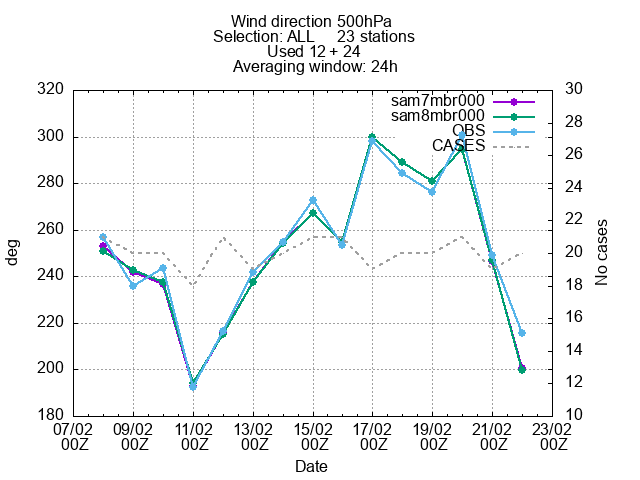 Wind direction 500hPa
Selection: ALL 23 stations
Used 12 + 24
Averaging window: 24h
320
300
280
260
240
220
200
180
deg
30
28
26
24
22
20
18
16
14
12
10
No cases
sam7mbr000
sam8mbr000
OBS
CASES
07/02 09/02 11/02 13/02 15/02 17/02 19/02 21/02 23/02
00Z 00Z 00Z 00Z 00Z 00Z 00Z 00Z 00Z
Date